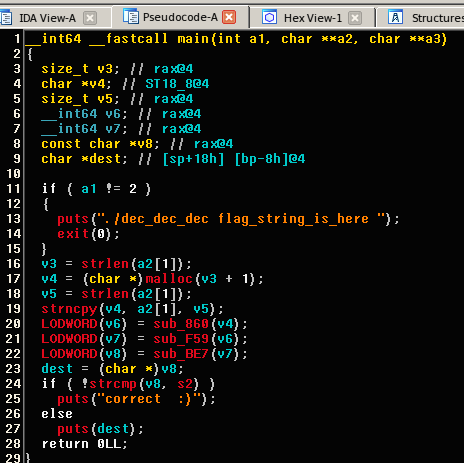 IDA View-A Pseudocode-A Hex View-1 A Structures
1 __int64 __fastcall main(int a1, char **a2, char **a3)
2 {
3 size_t v3; // rax@4
4 char *v4; // ST18_8@4
5 size_t v5; // rax@4
6 __int64 v6; // rax@4
7 __int64 v7; // rax@4
8 const char *v8; // rax@4
9 char *dest; // [sp+18h] [bp-8h]@4
10
11 if ( a1 != 2 )
12 {
13 puts("./dec_dec_dec flag_string_is_here ");
14 exit(0);
15 }
16 v3 = strlen(a2[1]);
17 v4 = (char *)malloc(v3 + 1);
18 v5 = strlen(a2[1]);
19 strncpy(v4, a2[1], v5);
20 LODWORD(v6) = sub_860(v4);
21 LODWORD(v7) = sub_F59(v6);
22 LODWORD(v8) = sub_BE7(v7);
23 dest = (char *)v8;
24 if ( !strcmp(v8, s2) )
25 puts("correct  :)");
26 else
27 puts(dest);
28 return 0LL;
29 }